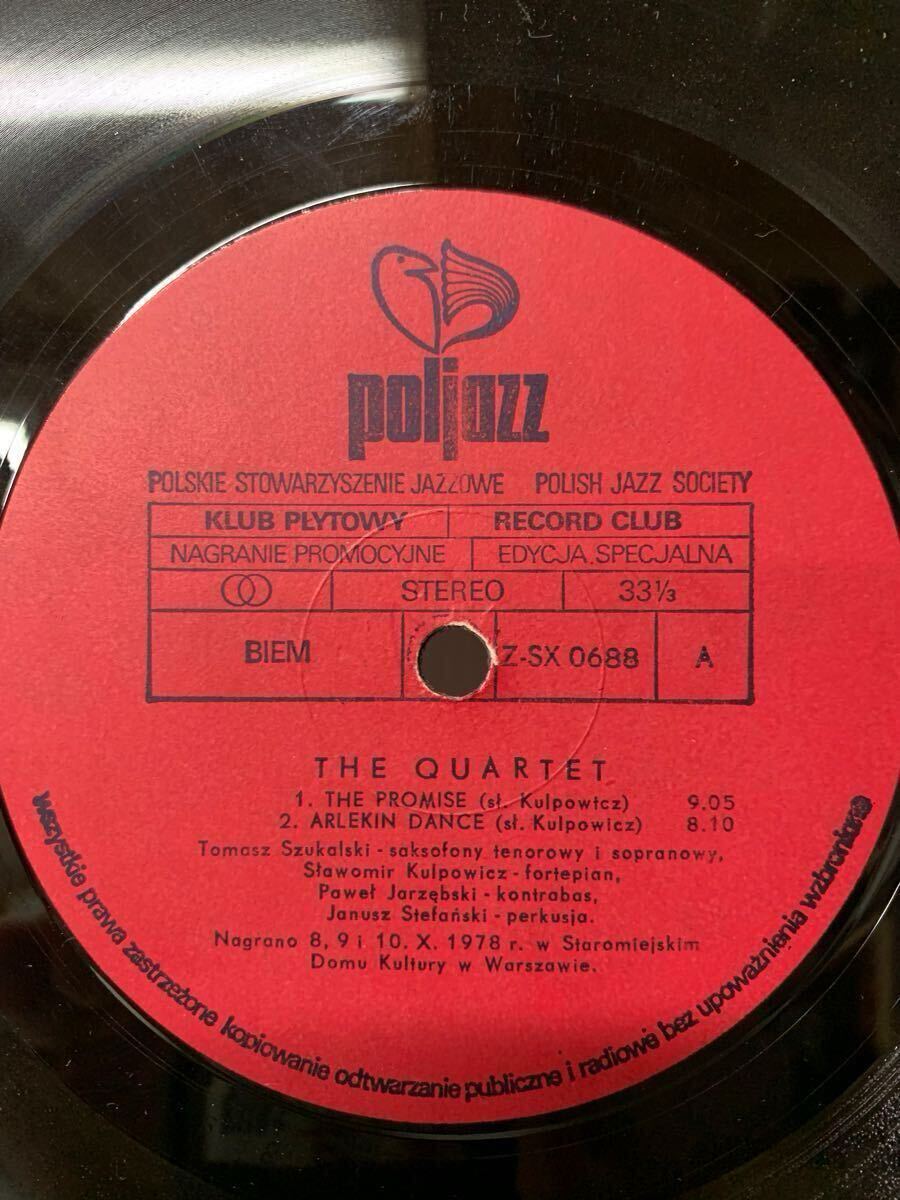 poljazz
POLSKIE STOWARZYSZENIE JAZZOWE POLISH JAZZ SOCIETY
KLUB PŁYTOWY RECORD CLUB
NAGRANIE PROMOCYJNE EDYCJA SPECJALNA
STEREO 33⅓
BIEM Z-SX 0688 A
THE QUARTET
1. THE PROMISE (sł. Kulpowicz) 9.05
2. ARLEKIN DANCE (sł. Kulpowicz) 8.10
Tomasz Szukalski - saksofony tenorowy i sopranowy,
Sławomir Kulpowicz - fortepian,
Paweł Jarzębski - kontrabas,
Janusz Stefański - perkusja.
Nagrano 8, 9 i 10. X. 1978 r. w Staromiejskim
Domu Kultury w Warszawie.
wszystkie prawa zastrzeżone kopiowanie odtwarzanie publiczne i radiowe bez upoważnienia wzbronione